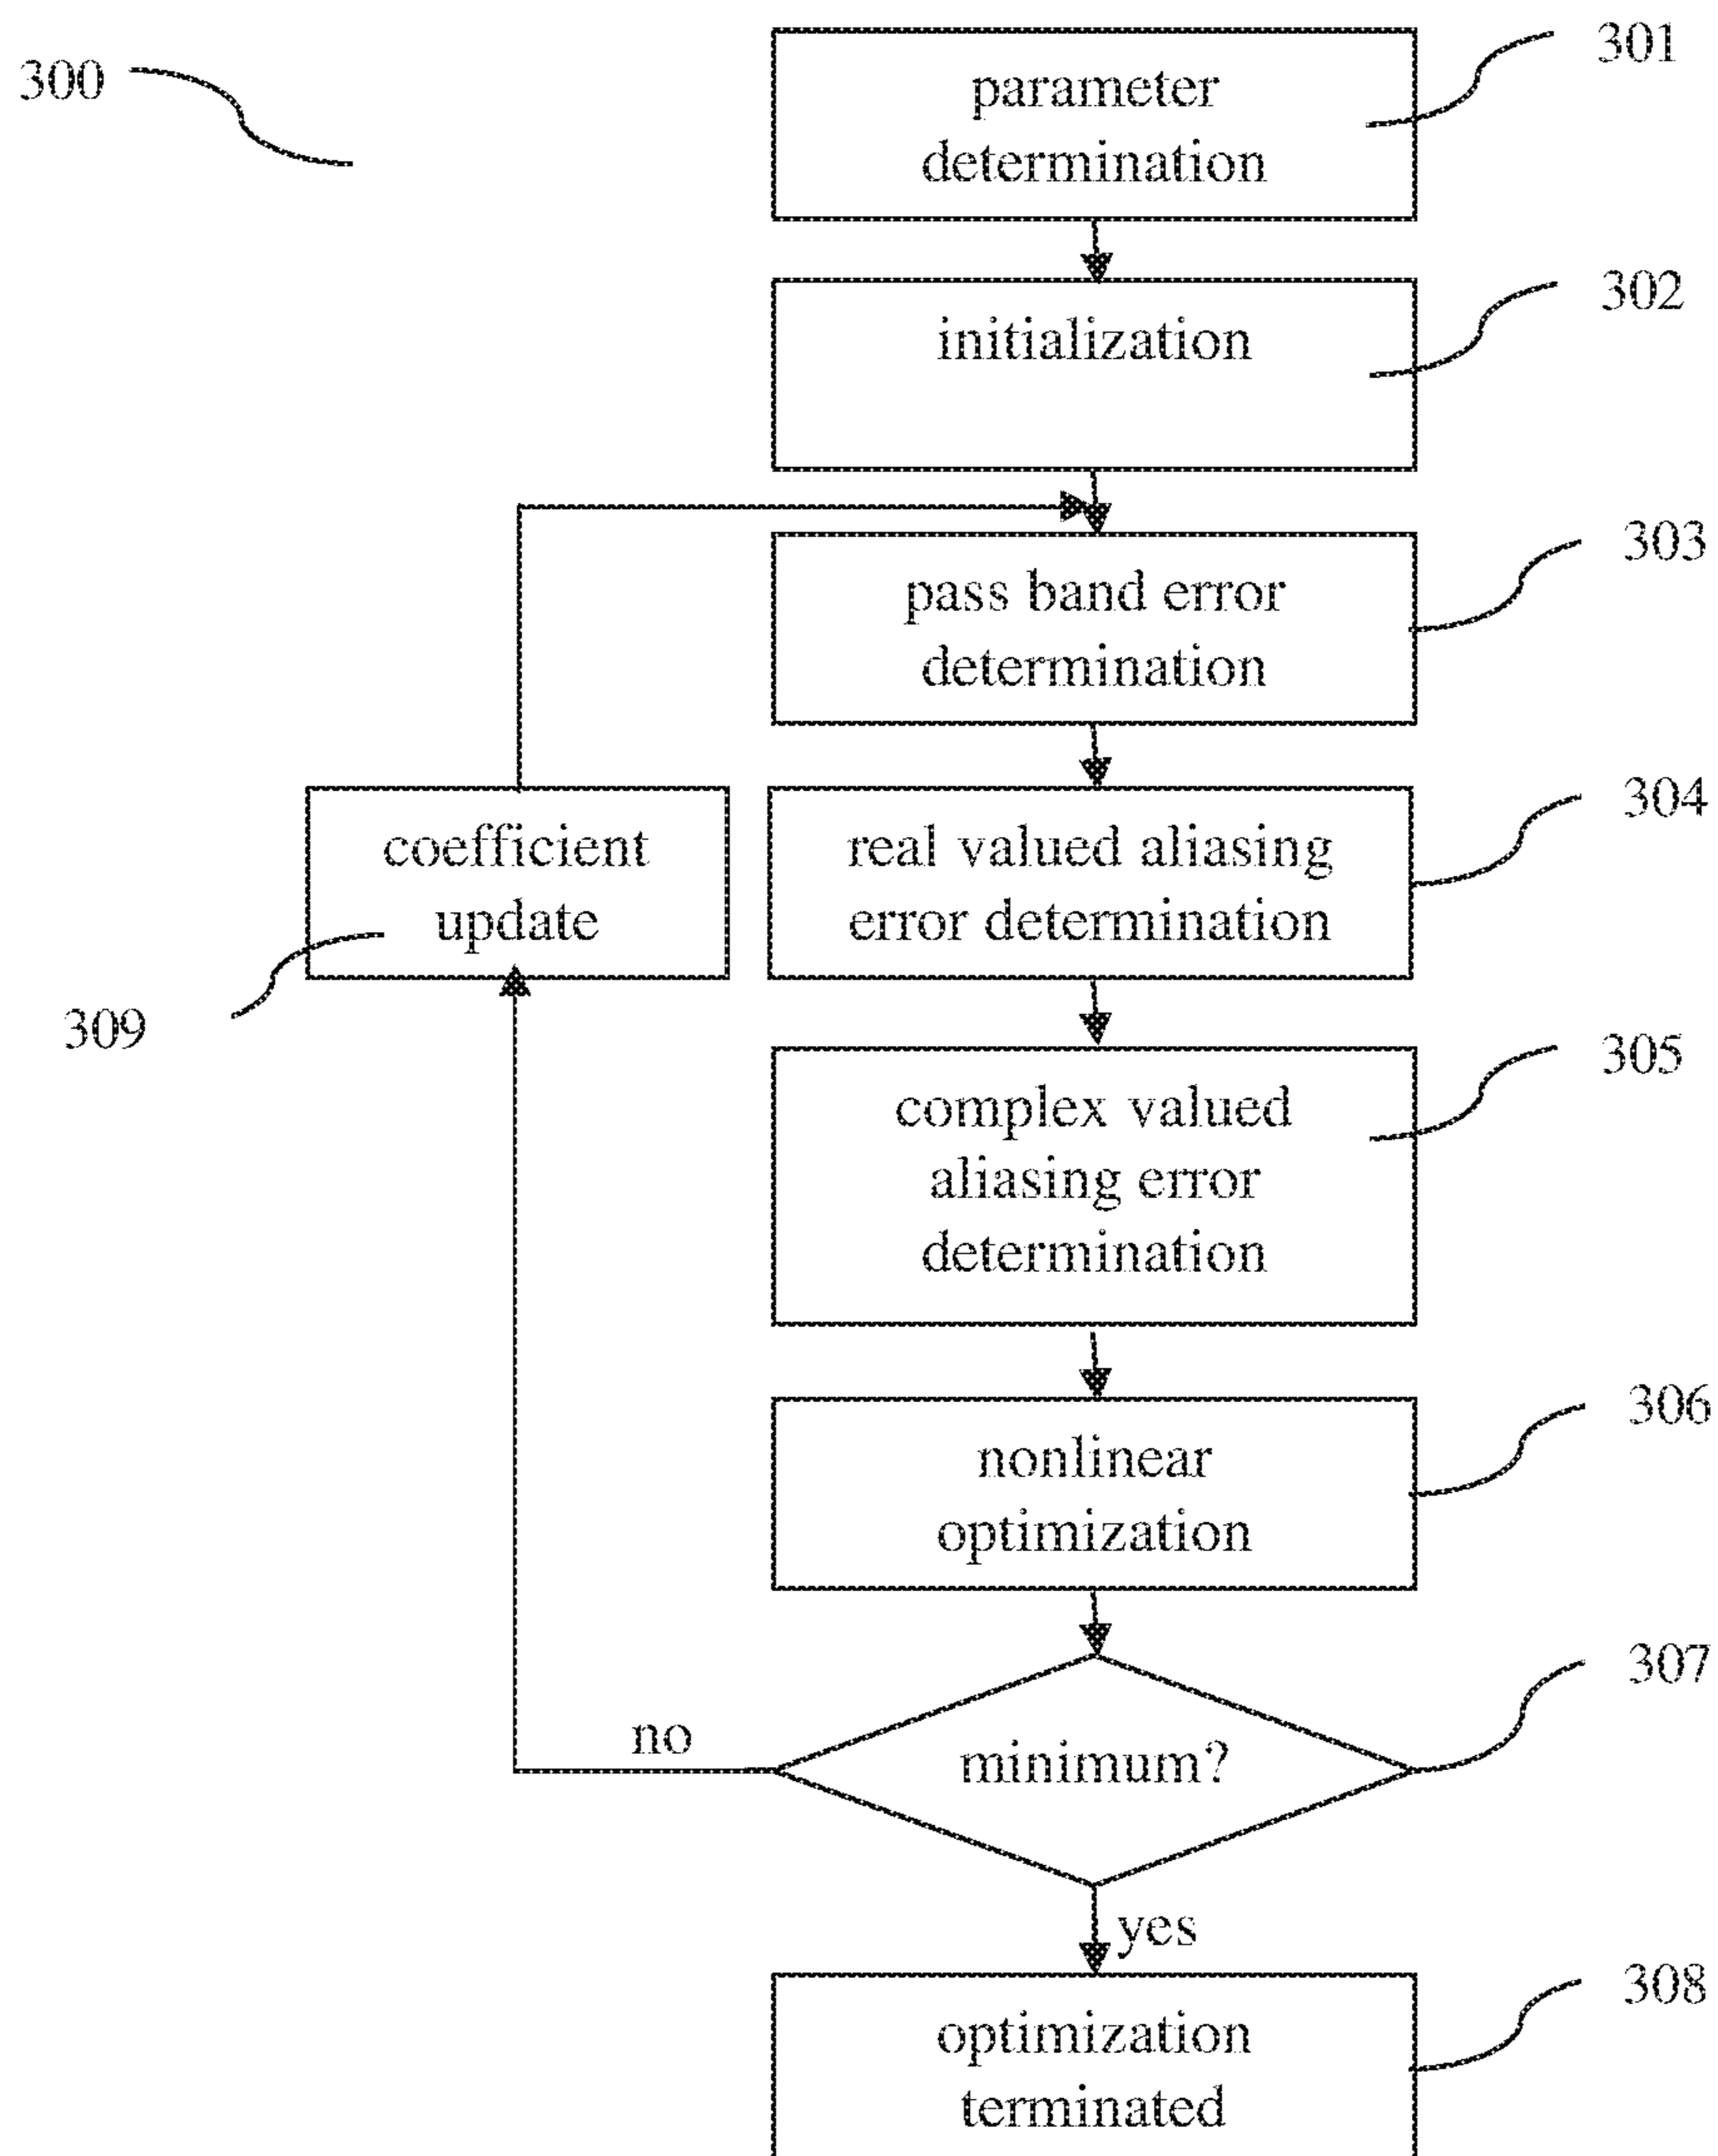 300
301
parameter
determination
302
initialization
303
pass band error
determination
304
real valued aliasing
error determination
coefficient
update
309
305
complex valued
aliasing error
determination
306
nonlinear
optimization
307
no
minimum?
yes
308
optimization
terminated